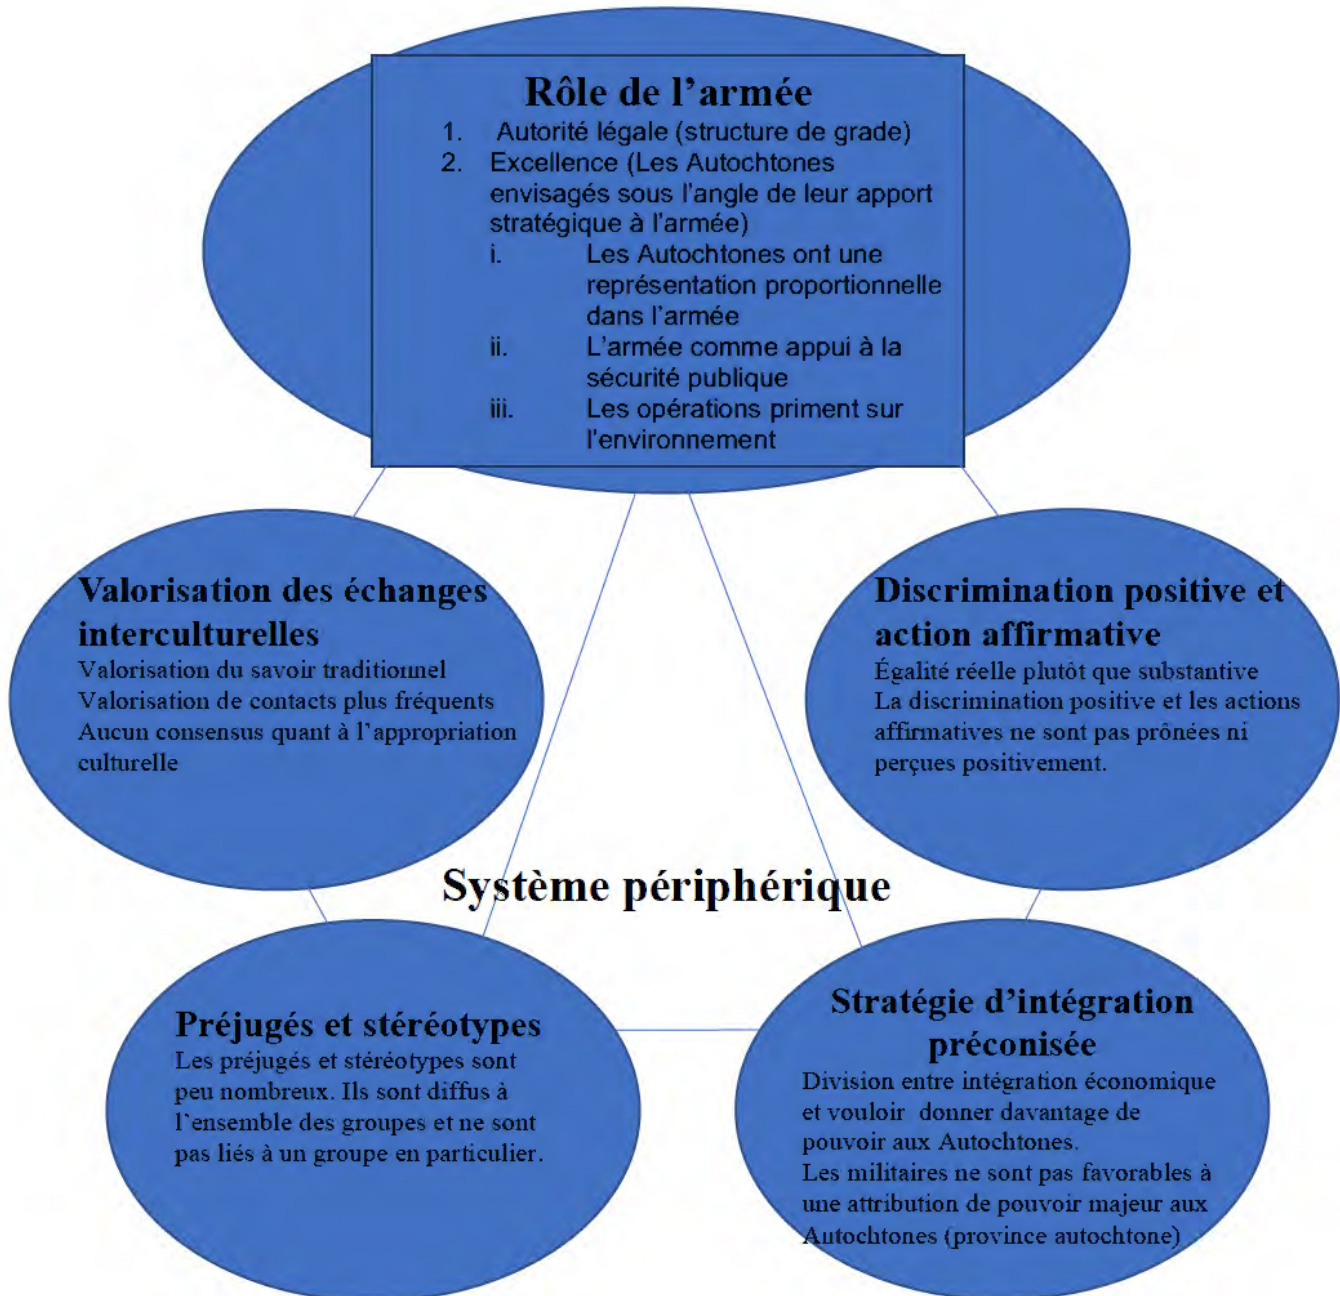 Rôle de l’armée
1. Autorité légale (structure de grade)
2. Excellence (Les Autochtones
envisagés sous l'angle de leur apport
stratégique à l'armée)
i. Les Autochtones ont une
représentation proportionnelle
dans l’armée
ii. L’armée comme appui à la
sécurité publique
iii. Les opérations priment sur
l’environnement
Valorisation des échanges
interculturelles
Valorisation du savoir traditionnel
Valorisation de contacts plus fréquents
Aucun consensus quant à l’appropriation
culturelle
Discrimination positive et
action affirmative
Égalité réelle plutôt que substantive
La discrimination positive et les actions
affirmatives ne sont pas prônées ni
perçues positivement.
Système périphérique
Préjugés et stéréotypes
Les préjugés et stéréotypes sont
peu nombreux. Ils sont diffus à
l’ensemble des groupes et ne sont
pas liés à un groupe en particulier.
Stratégie d’intégration
préconisée
Division entre intégration économique
et vouloir donner davantage de
pouvoir aux Autochtones.
Les militaires ne sont pas favorables à
une attribution de pouvoir majeur aux
Autochtones (province autochtone)